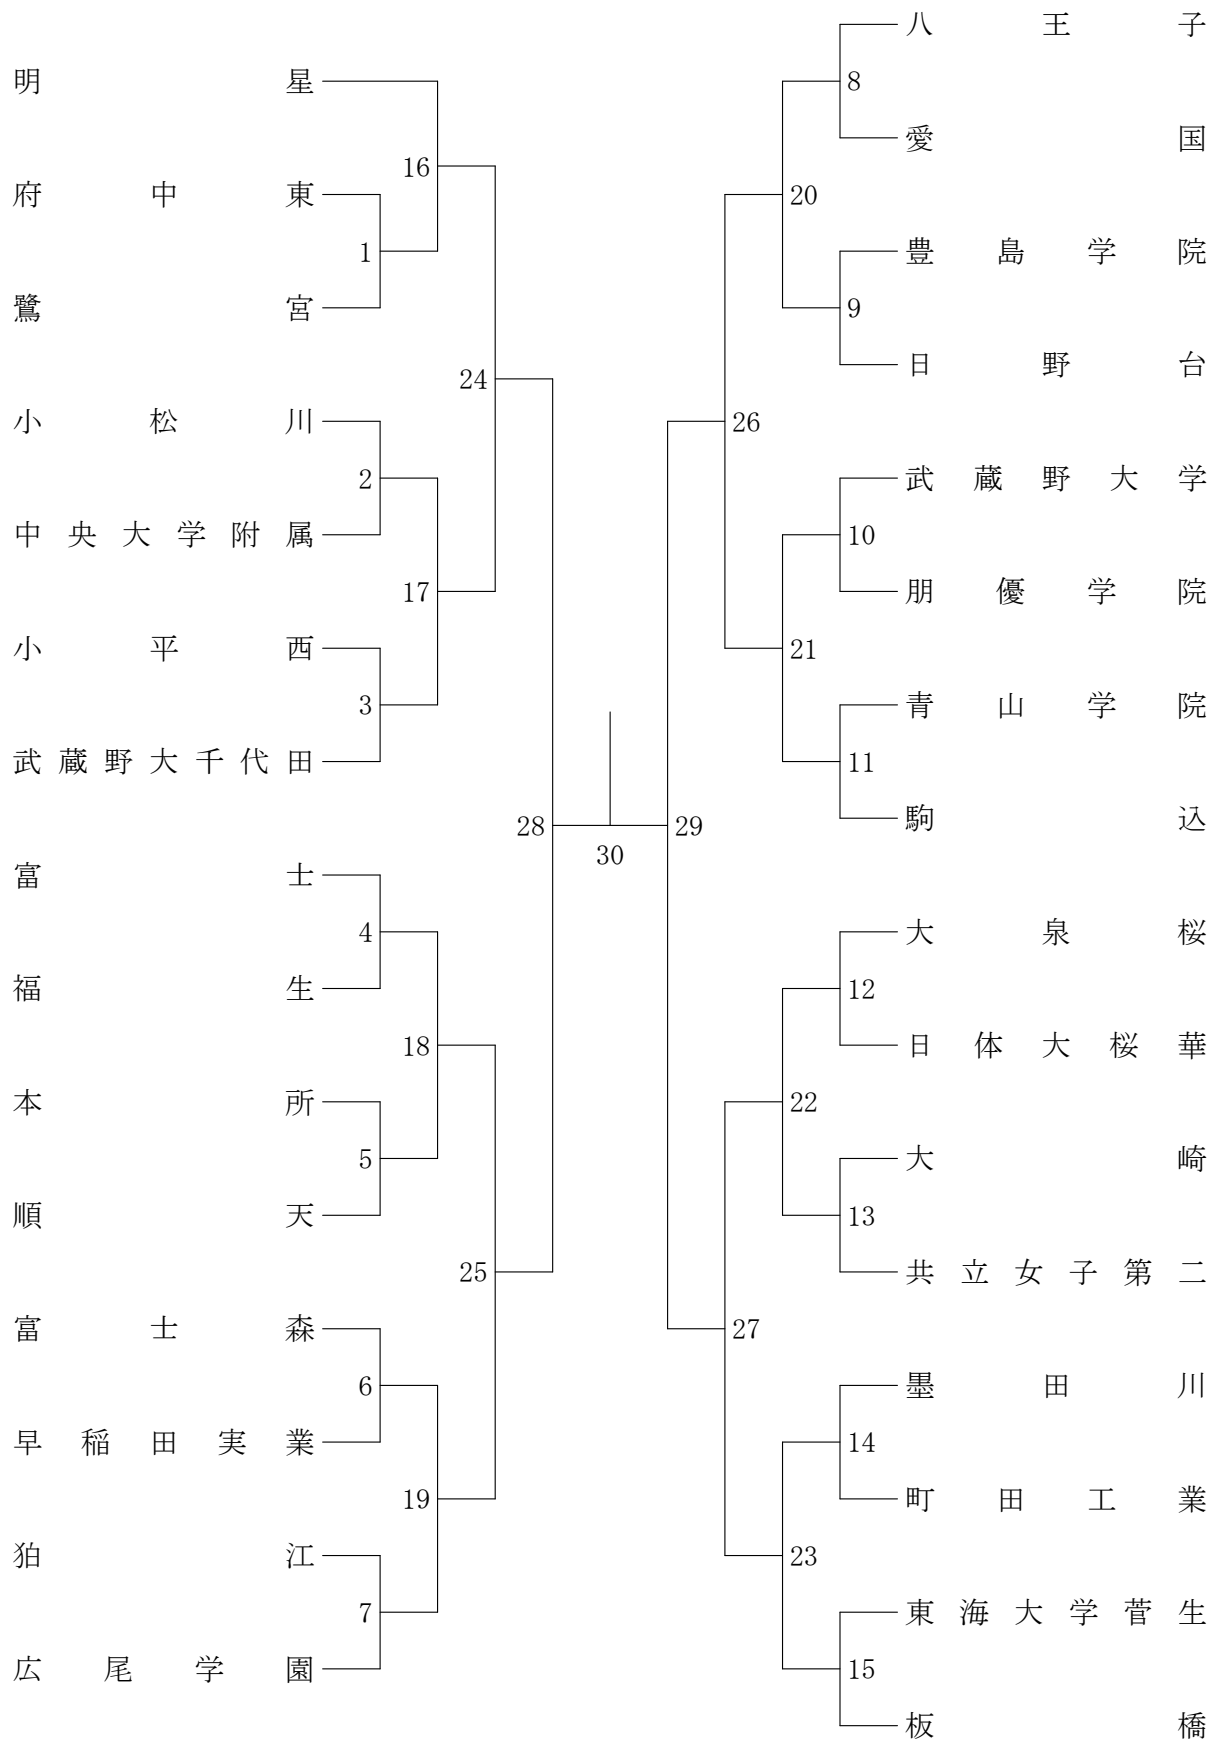 明星
府中東
鷺宮
小松川
中央大学附属
小平西
武蔵野大千代田
富士
福生
本所
順天
富士森
早稲田実業
狛江
広尾学園
1
2
3
4
5
6
7
16
17
18
19
24
25
28
30
29
26
27
20
21
22
23
8
9
10
11
12
13
14
15
八王子
愛国
豊島学院
日野台
武蔵野大学
朋優学院
青山学院
駒込
大泉桜
日体大桜華
大崎
共立女子第二
墨田川
町田工業
東海大学菅生
板橋